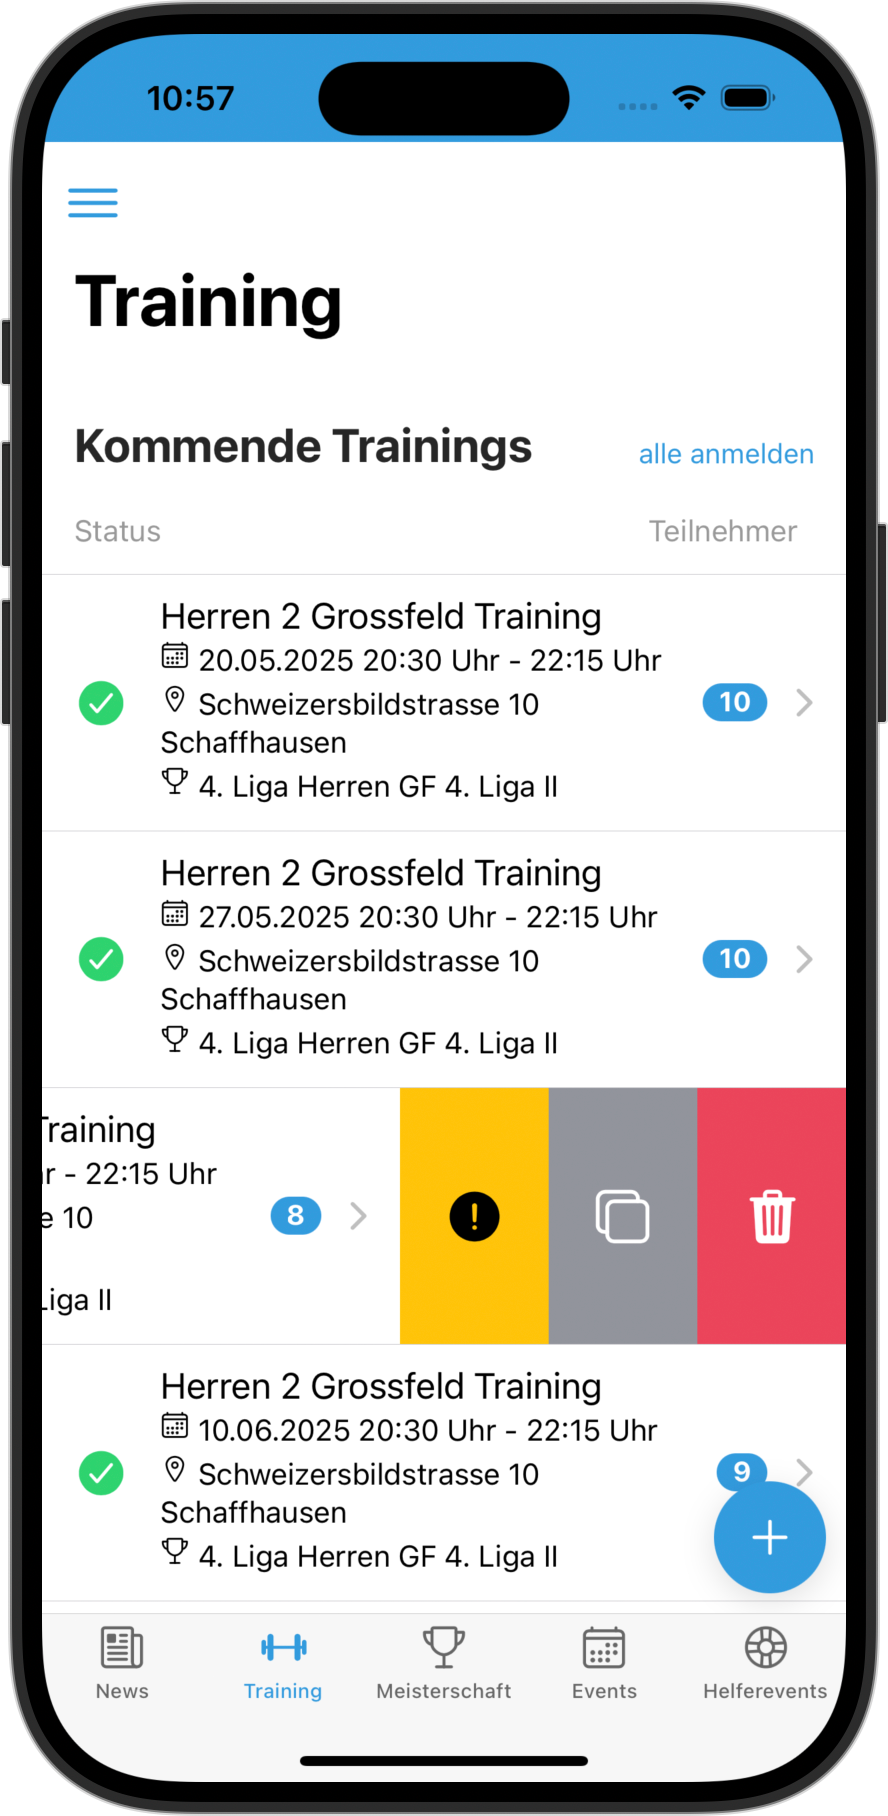 10:57
Training
Kommende Trainings
alle anmelden
Status
Teilnehmer
Herren 2 Grossfeld Training
20.05.2025 20:30 Uhr - 22:15 Uhr
Schweizersbildstrasse 10
Schaffhausen
4. Liga Herren GF 4. Liga II
10
Herren 2 Grossfeld Training
27.05.2025 20:30 Uhr - 22:15 Uhr
Schweizersbildstrasse 10
Schaffhausen
4. Liga Herren GF 4. Liga II
10
Training
r - 22:15 Uhr
e 10
Liga II
8
Herren 2 Grossfeld Training
10.06.2025 20:30 Uhr - 22:15 Uhr
Schweizersbildstrasse 10
Schaffhausen
4. Liga Herren GF 4. Liga II
9
News
Training
Meisterschaft
Events
Helferevents